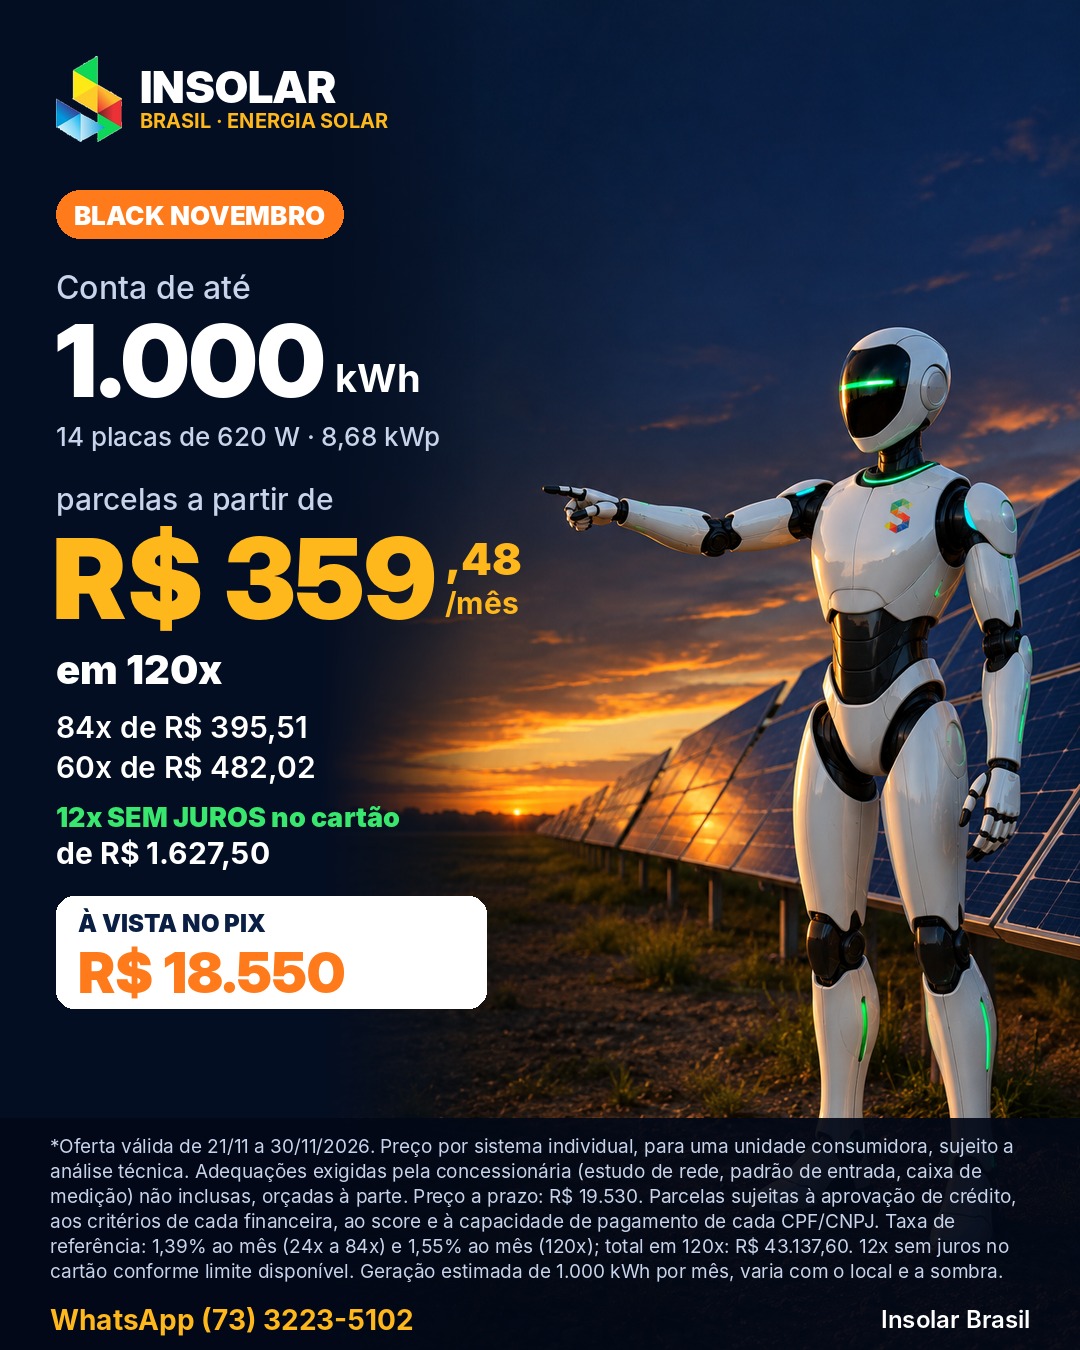 INSOLAR
BRASIL · ENERGIA SOLAR
BLACK NOVEMBRO
Conta de até
1.000 kWh
14 placas de 620 W · 8,68 kWp
parcelas a partir de
R$ 359,48
/mês
em 120x
84x de R$ 395,51
60x de R$ 482,02
12x SEM JUROS no cartão
de R$ 1.627,50
À VISTA NO PIX
R$ 18.550
*Oferta válida de 21/11 a 30/11/2026. Preço por sistema individual, para uma unidade consumidora, sujeito a
análise técnica. Adequações exigidas pela concessionária (estudo de rede, padrão de entrada, caixa de
medição) não inclusas, orçadas à parte. Preço a prazo: R$ 19.530. Parcelas sujeitas à aprovação de crédito,
aos critérios de cada financeira, ao score e à capacidade de pagamento de cada CPF/CNPJ. Taxa de
referência: 1,39% ao mês (24x a 84x) e 1,55% ao mês (120x); total em 120x: R$ 43.137,60. 12x sem juros no
cartão conforme limite disponível. Geração estimada de 1.000 kWh por mês, varia com o local e a sombra.
WhatsApp (73) 3223-5102
Insolar Brasil